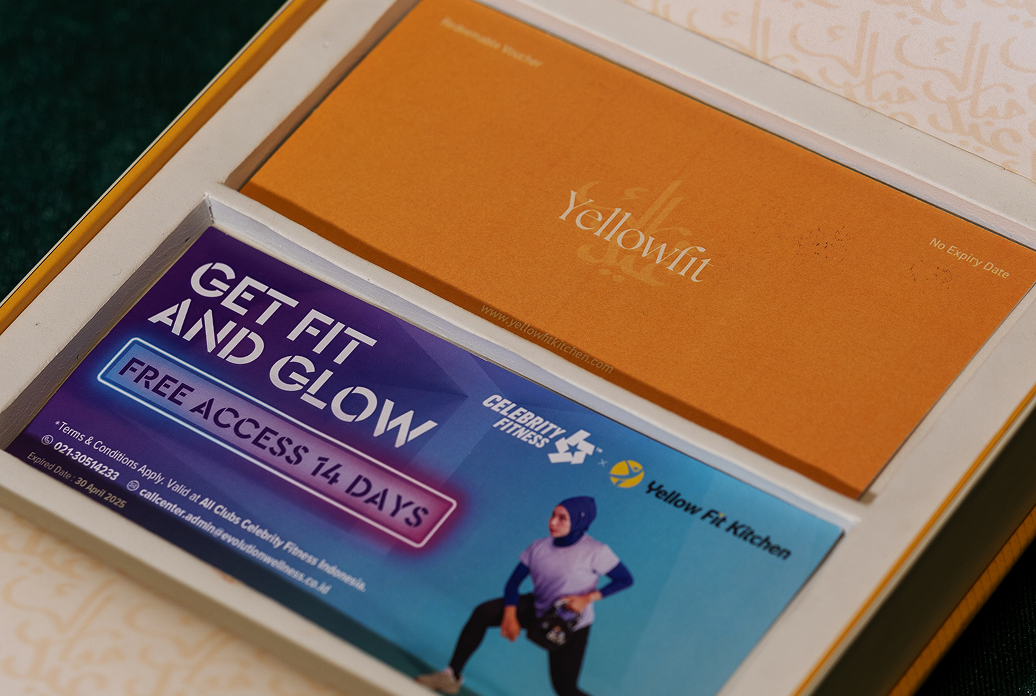 Redeemable Voucher
Yellowfit
No Expiry Date
www.yellowfitkitchen.com
GET FIT
AND GLOW
FREE ACCESS 14 DAYS
*Terms & Conditions Apply. Valid at All Clubs Celebrity Fitness Indonesia.
021-30514233 callcenter.admin@evolutionwellness.co.id
Expired Date : 30 April 2025
CELEBRITY
FITNESS
×
Yellow Fit Kitchen